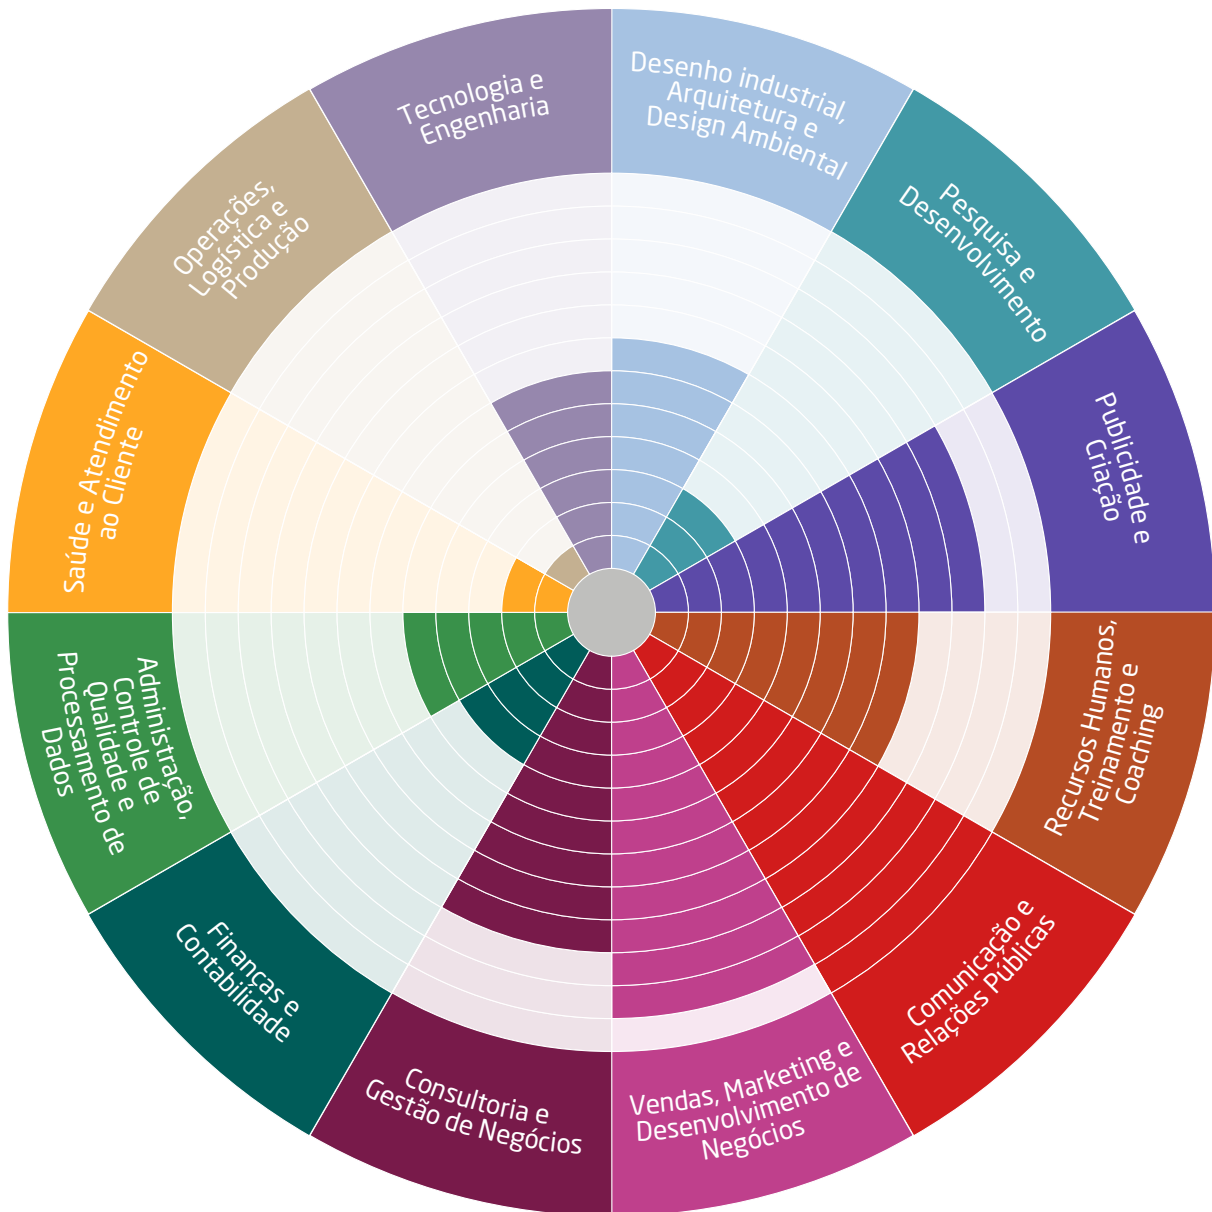 Desenho industrial,
Arquitetura e
Design Ambiental
Pesquisa e
Desenvolvimento
Publicidade e
Criação
Recursos Humanos,
Treinamento e
Coaching
Comunicação e
Relações Públicas
Vendas, Marketing e
Desenvolvimento de
Negócios
Consultoria e
Gestão de Negócios
Finanças e
Contabilidade
Administração,
Controle de
Qualidade e
Processamento de
Dados
Saúde e Atendimento
ao Cliente
Operações,
Logística e
Produção
Tecnologia e
Engenharia